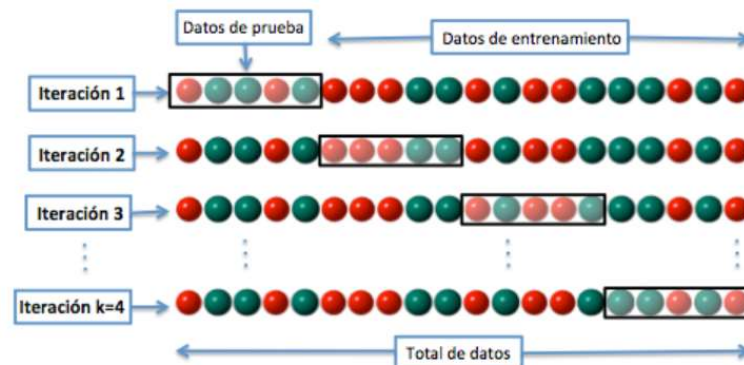 Datos de prueba
Datos de entrenamiento
Iteración 1
Iteración 2
Iteración 3
Iteración k=4
Total de datos